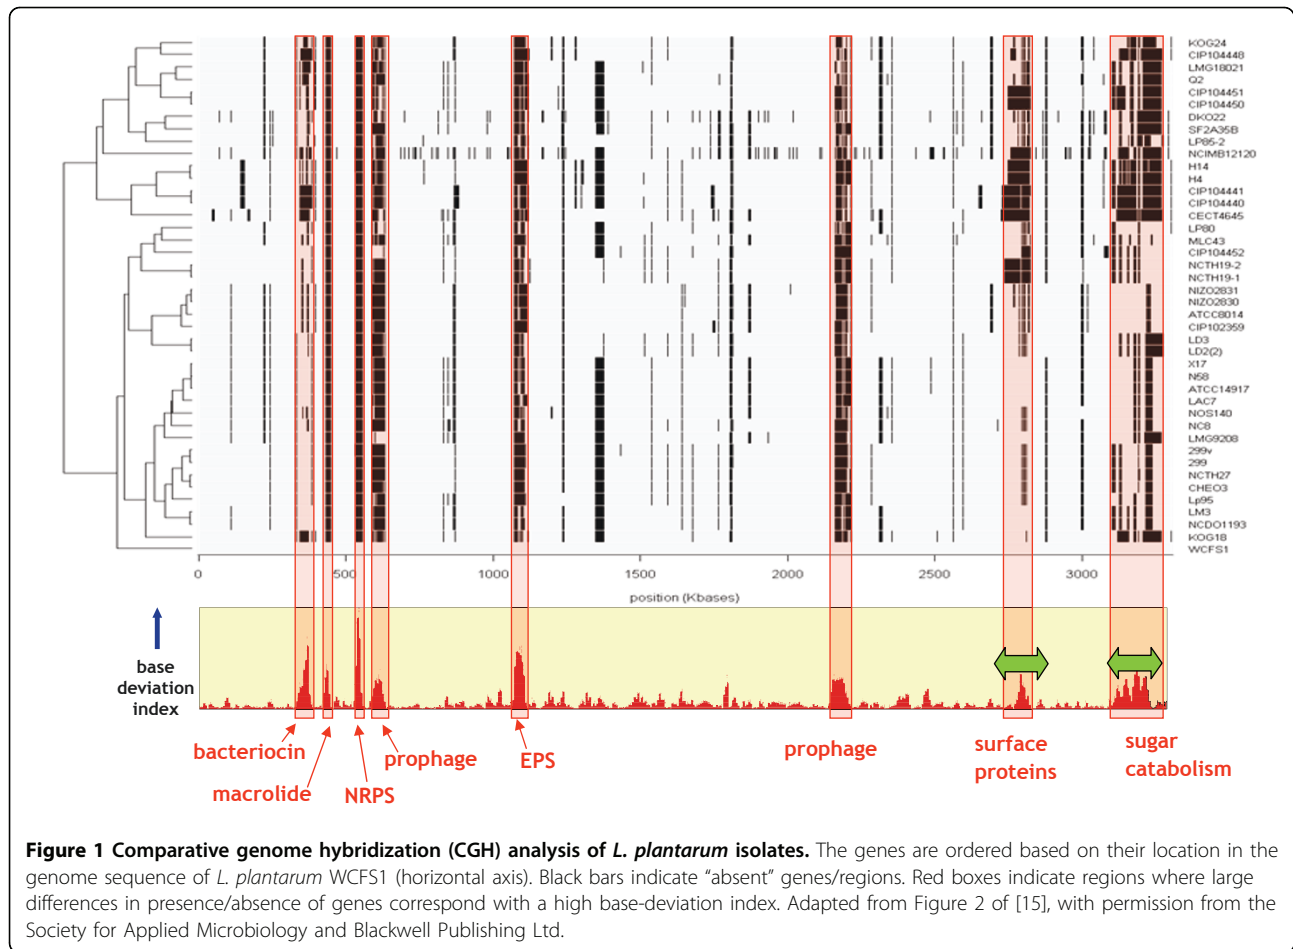 KOG24
CIP104448
LMG18021
Q2
CIP104451
CIP104450
DKO22
SF2A35B
LP85-2
NCIMB12120
H14
H4
CIP104441
CIP104440
CECT4645
LP80
MLC43
CIP104452
NCTH19-2
NCTH19-1
NIZO2831
NIZO2830
ATCC8014
CIP102359
LD3
LD2(2)
X17
N58
ATCC14917
LAC7
NOS140
NC8
LMG9208
299v
299
NCTH27
CHEO3
Lp95
LM3
NCDO1193
KOG18
WCFS1
0 500 1000 1500 2000 2500 3000
position (Kbases)
base
deviation
index
bacteriocin
macrolide
NRPS
prophage
EPS
prophage
surface
proteins
sugar
catabolism
Figure 1 Comparative genome hybridization (CGH) analysis of L. plantarum isolates. The genes are ordered based on their location in the
genome sequence of L. plantarum WCFS1 (horizontal axis). Black bars indicate “absent” genes/regions. Red boxes indicate regions where large
differences in presence/absence of genes correspond with a high base-deviation index. Adapted from Figure 2 of [15], with permission from the
Society for Applied Microbiology and Blackwell Publishing Ltd.